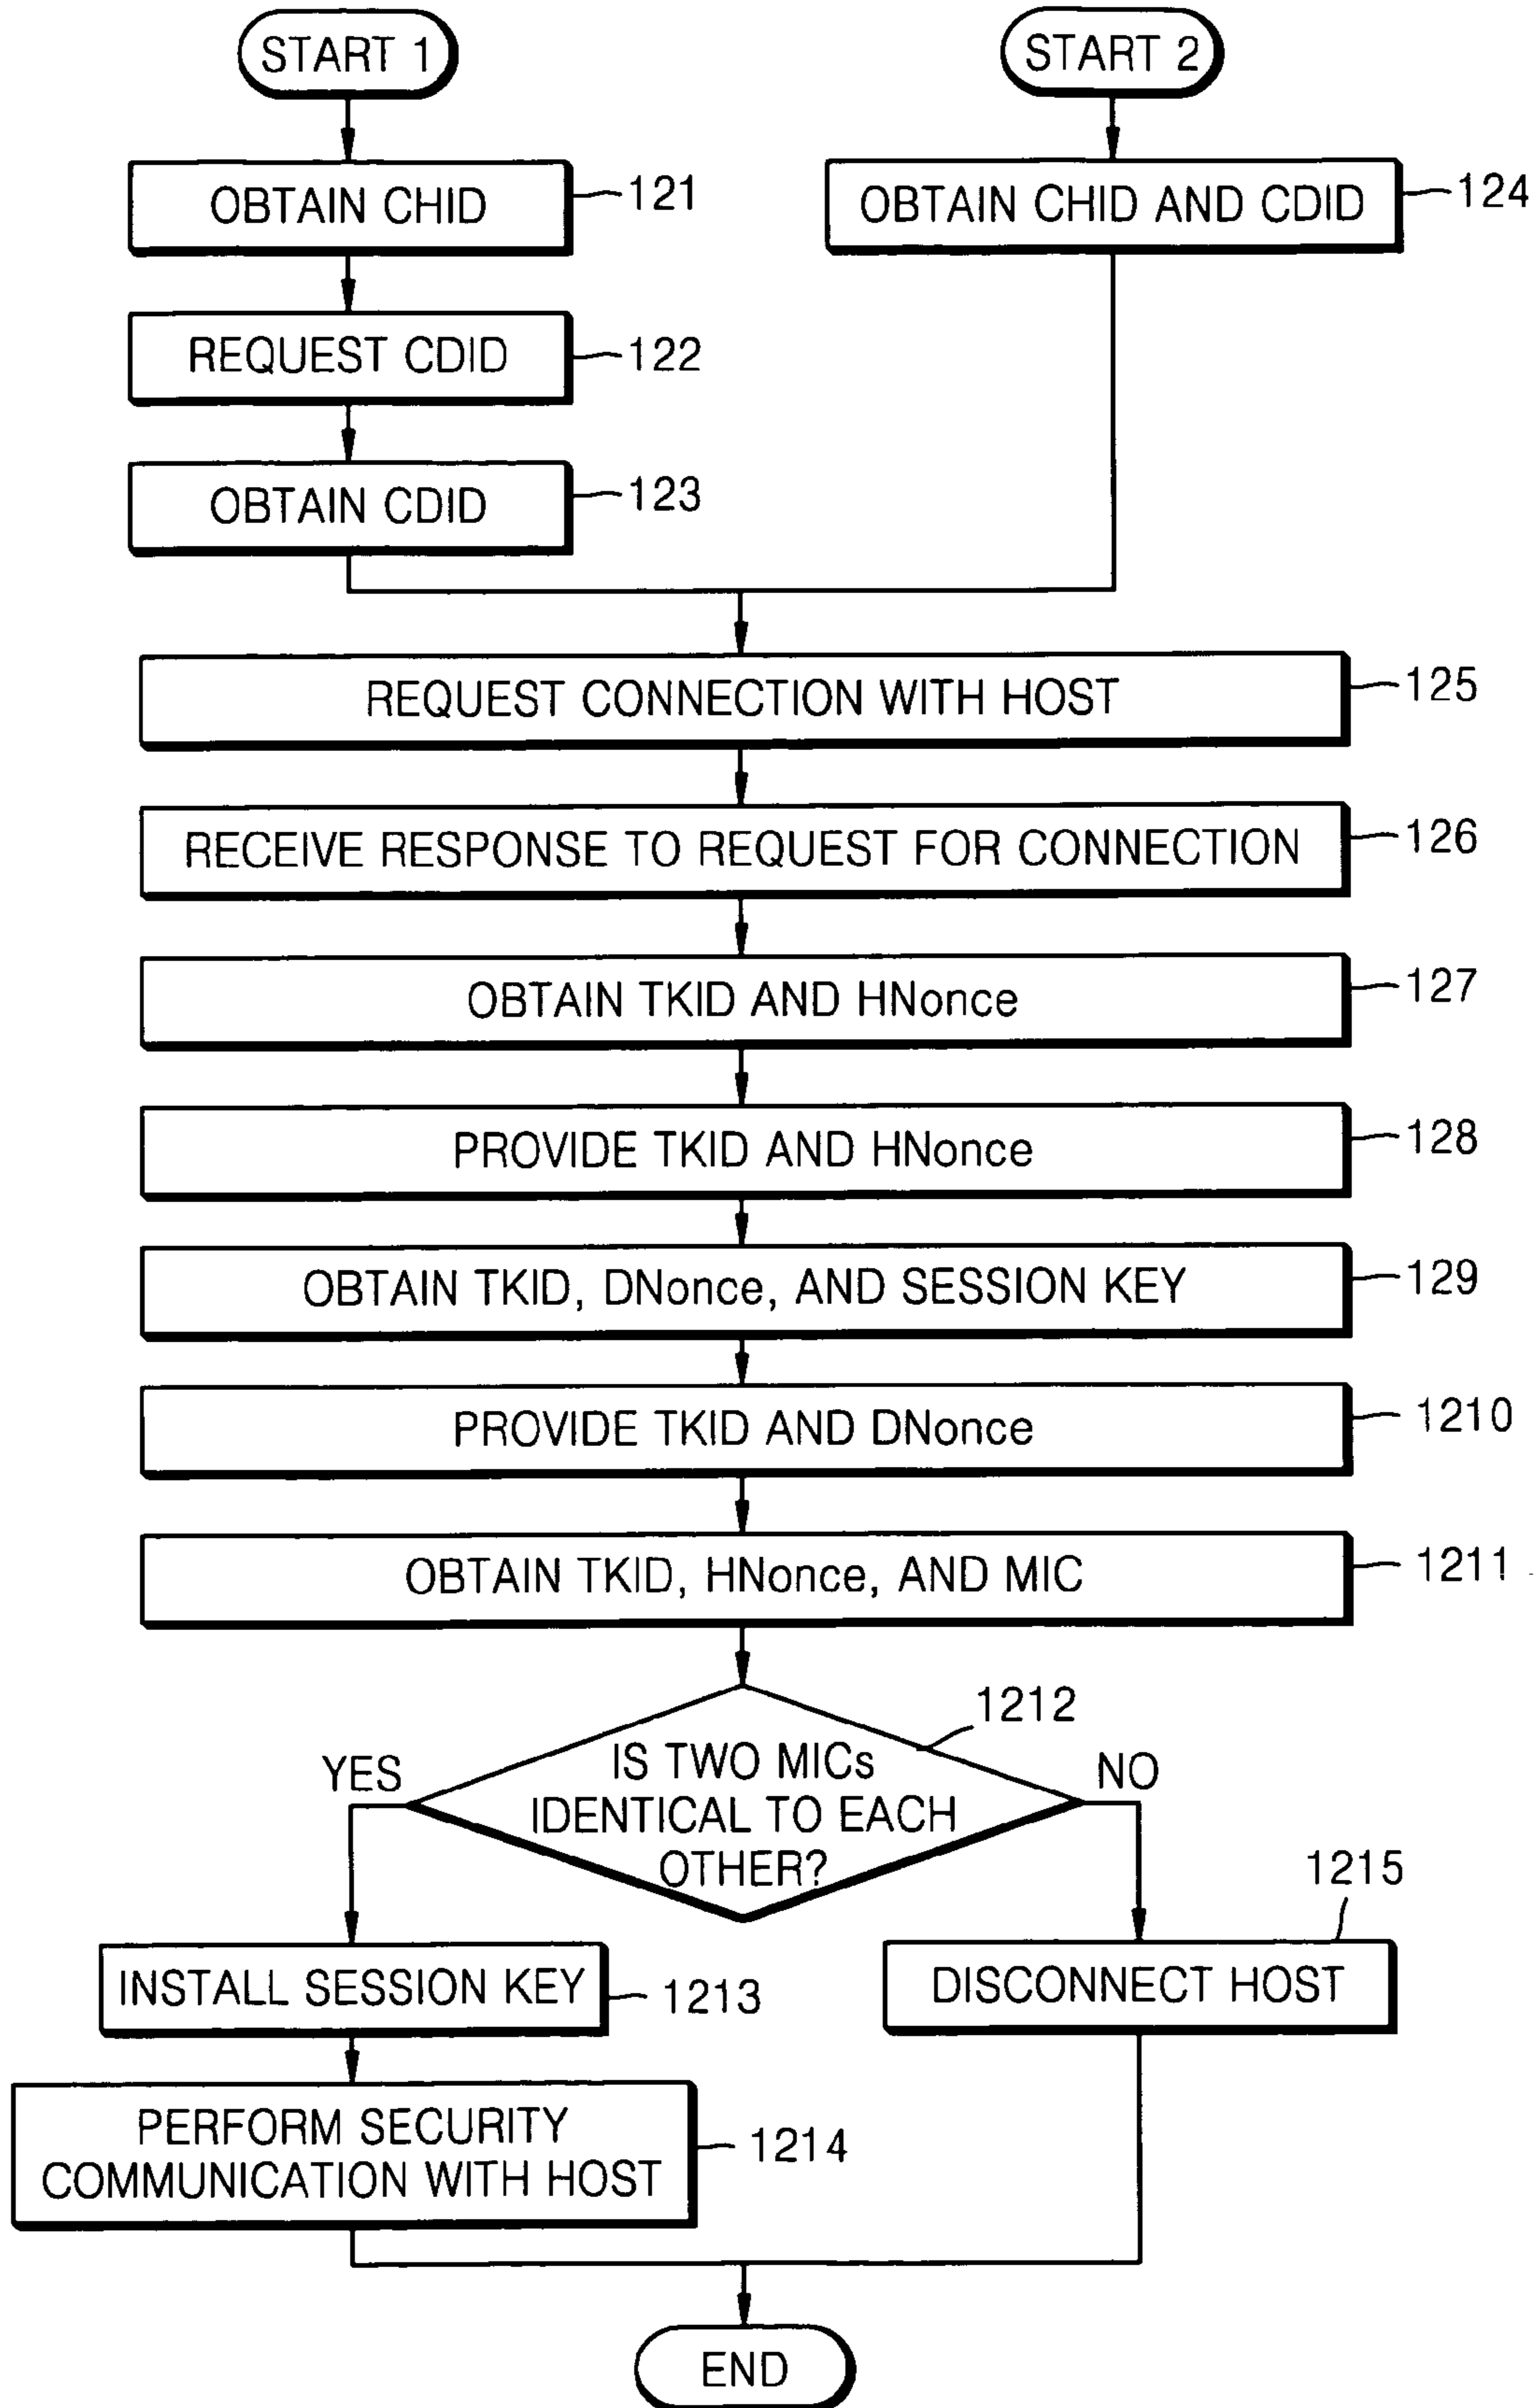 START 1
START 2
OBTAIN CHID
121
OBTAIN CHID AND CDID
124
REQUEST CDID
122
OBTAIN CDID
123
REQUEST CONNECTION WITH HOST
125
RECEIVE RESPONSE TO REQUEST FOR CONNECTION
126
OBTAIN TKID AND HNonce
127
PROVIDE TKID AND HNonce
128
OBTAIN TKID, DNonce, AND SESSION KEY
129
PROVIDE TKID AND DNonce
1210
OBTAIN TKID, HNonce, AND MIC
1211
1212
YES
IS TWO MICs
IDENTICAL TO EACH
OTHER?
NO
1215
INSTALL SESSION KEY
1213
DISCONNECT HOST
PERFORM SECURITY
COMMUNICATION WITH HOST
1214
END